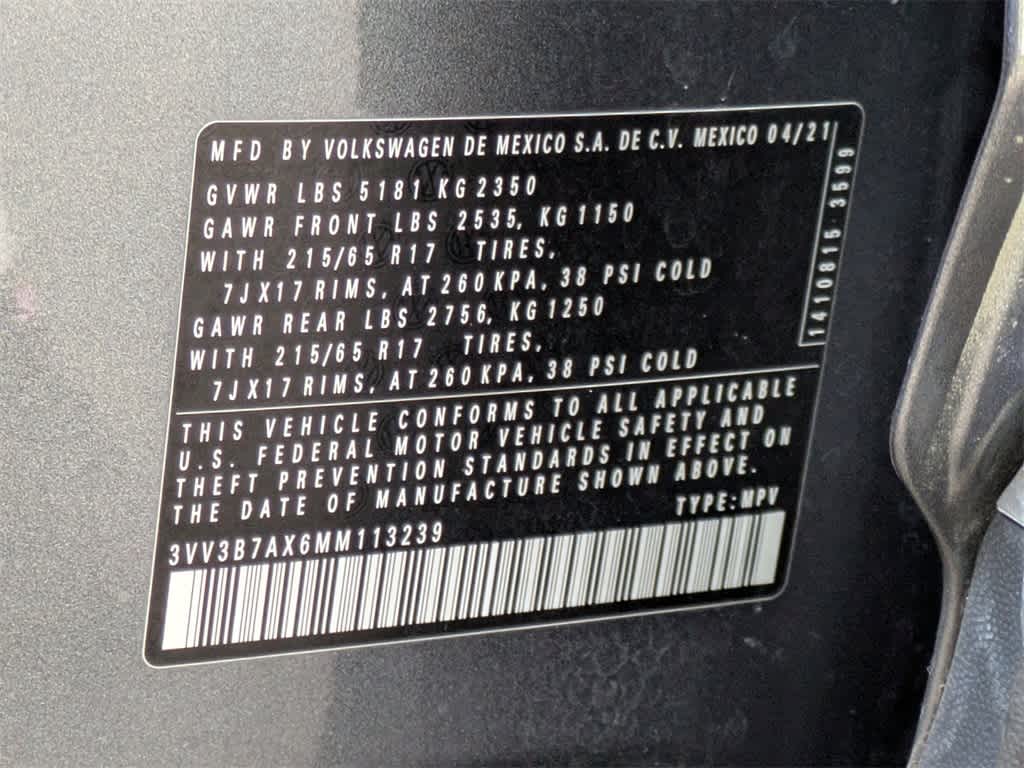 MFD BY VOLKSWAGEN DE MEXICO S.A. DE C.V. MEXICO 04/21
GVWR LBS 5181 KG 2350
GAWR FRONT LBS 2535, KG 1150
WITH 215/65 R17 TIRES,
7JX17 RIMS, AT 260 KPA, 38 PSI COLD
GAWR REAR LBS 2756, KG 1250
WITH 215/65 R17 TIRES,
7JX17 RIMS, AT 260 KPA, 38 PSI COLD
1410815 3599
THIS VEHICLE CONFORMS TO ALL APPLICABLE
U.S. FEDERAL MOTOR VEHICLE SAFETY AND
THEFT PREVENTION STANDARDS IN EFFECT ON
THE DATE OF MANUFACTURE SHOWN ABOVE.
TYPE: MPV
3VV3B7AX6MM113239